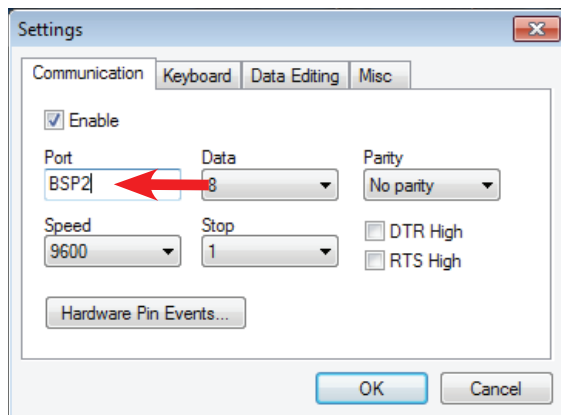 Settings
Communication Keyboard Data Editing Misc
Enable
Port Data Parity
BSP2 8 No parity
Speed Stop DTR High
9600 1 RTS High
Hardware Pin Events...
OK Cancel